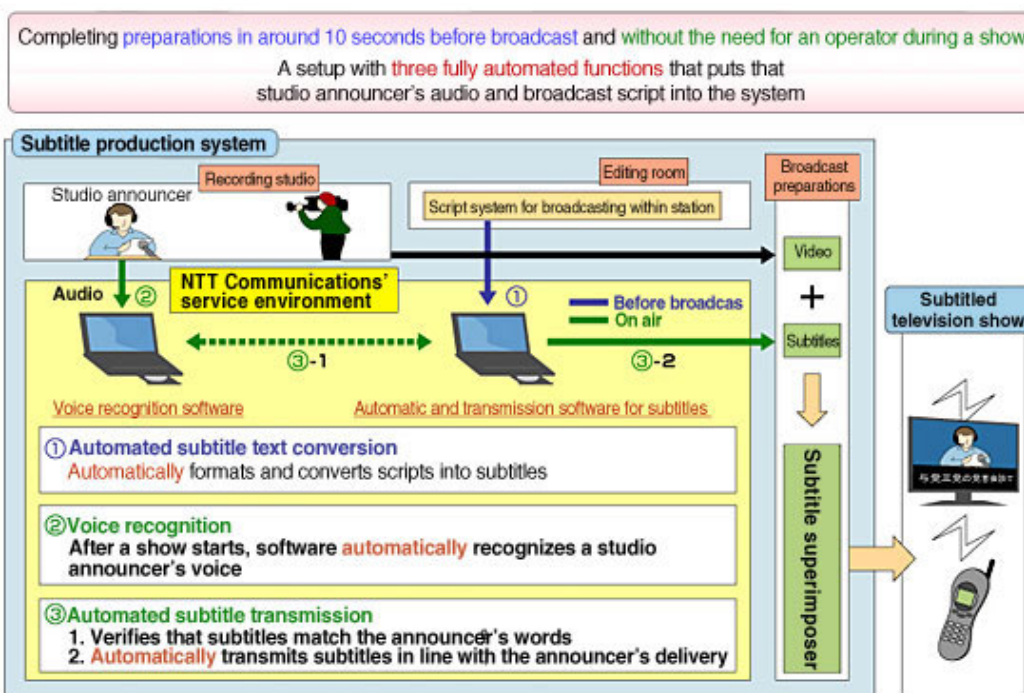 Completing preparations in around 10 seconds before broadcast and without the need for an operator during a show
A setup with three fully automated functions that puts that
studio announcer's audio and broadcast script into the system
Subtitle production system
Recording studio
Studio announcer
Editing room
Script system for broadcasting within station
Broadcast
preparations
Video
+
Subtitles
Subtitle superimposer
NTT Communications'
service environment
Audio ②
①
Before broadcas
On air
③-1
③-2
Voice recognition software
Automatic and transmission software for subtitles
①Automated subtitle text conversion
Automatically formats and converts scripts into subtitles
②Voice recognition
After a show starts, software automatically recognizes a studio
announcer's voice
③Automated subtitle transmission
1. Verifies that subtitles match the announcer's words
2. Automatically transmits subtitles in line with the announcer's delivery
Subtitled
television show